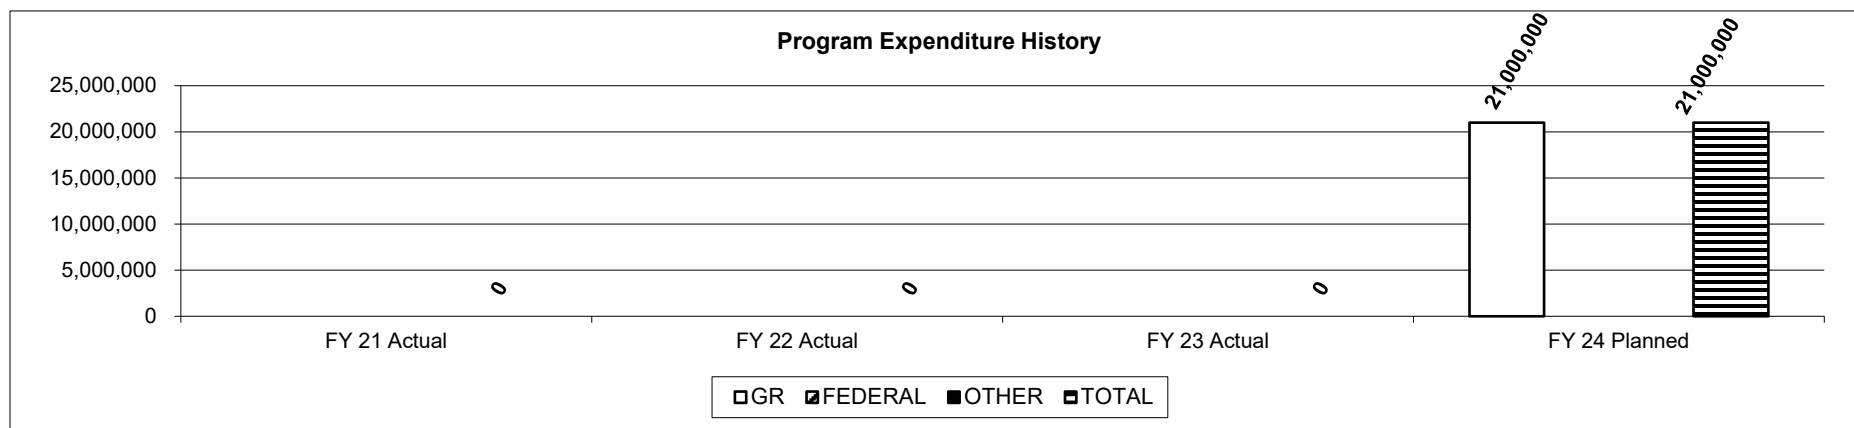 Program Expenditure History
21,000,000
21,000,000
25,000,000
20,000,000
15,000,000
10,000,000
5,000,000
0
0
0
0
FY 21 Actual
FY 22 Actual
FY 23 Actual
FY 24 Planned
GR FEDERAL OTHER TOTAL